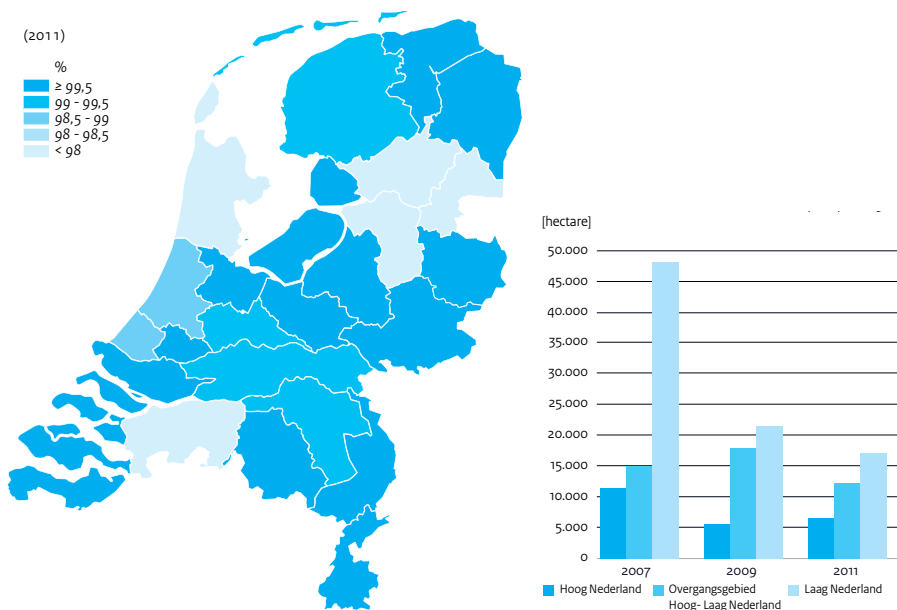 (2011)
%
≥ 99,5
99 - 99,5
98,5 - 99
98 - 98,5
< 98
[hectare]
50.000
45.000
40.000
35.000
30.000
25.000
20.000
15.000
10.000
5.000
0
2007 2009 2011
Hoog Nederland Overgangsgebied Laag Nederland
Hoog- Laag Nederland